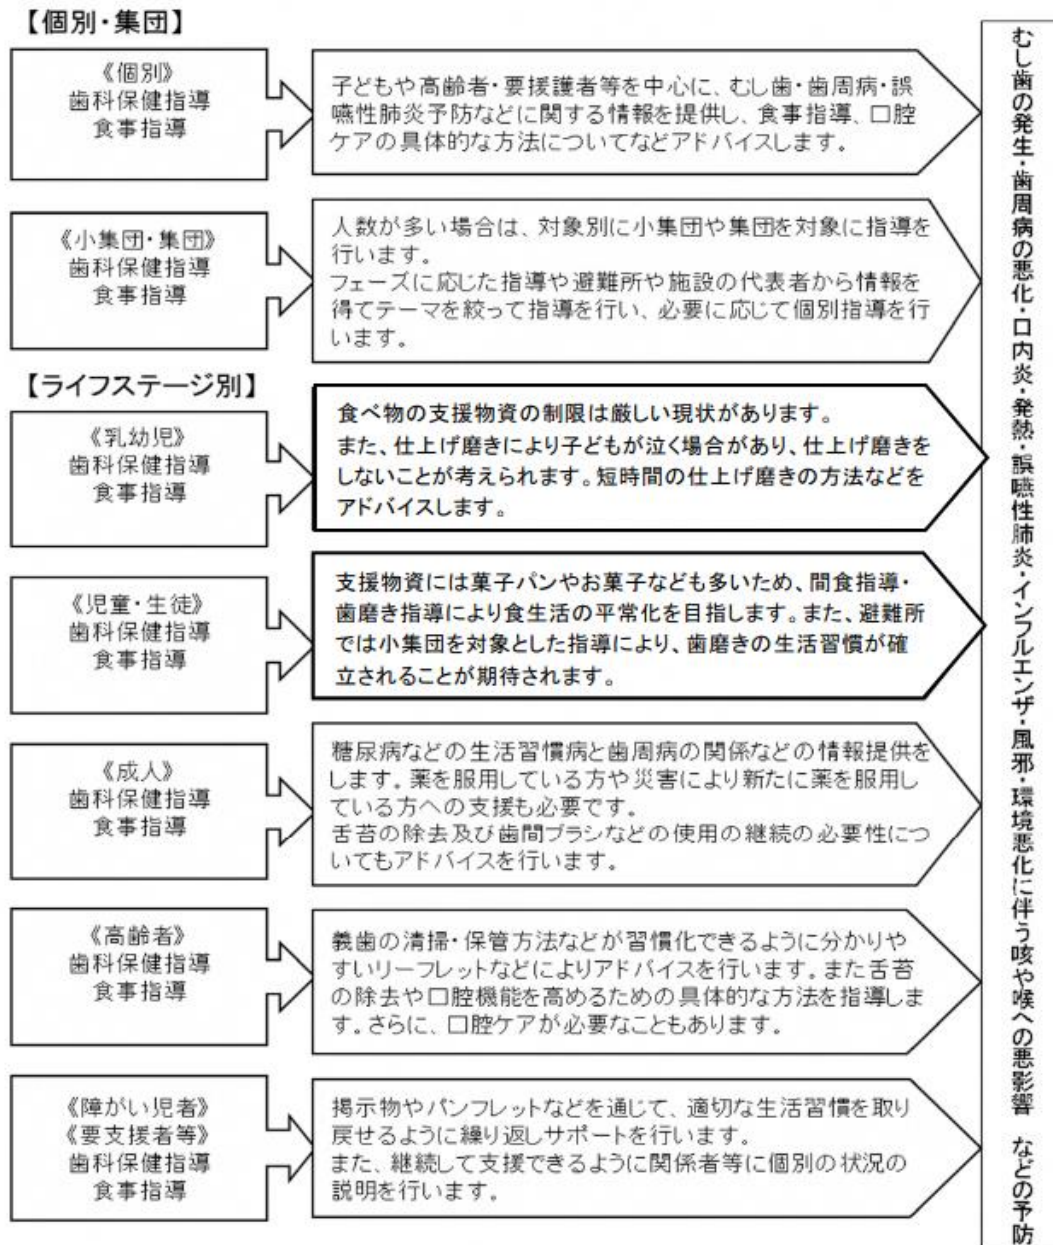 【個別・集団】
《個別》
歯科保健指導
食事指導
子どもや高齢者・要援護者等を中心に、むし歯・歯周病・誤
嚥性肺炎予防などに関する情報を提供し、食事指導、口腔
ケアの具体的な方法についてなどアドバイスします。
《小集団・集団》
歯科保健指導
食事指導
人数が多い場合は、対象別に小集団や集団を対象に指導を
行います。
フェーズに応じた指導や避難所や施設の代表者から情報を
得てテーマを絞って指導を行い、必要に応じて個別指導を行
います。
【ライフステージ別】
《乳幼児》
歯科保健指導
食事指導
食べ物の支援物資の制限は厳しい現状があります。
また、仕上げ磨きにより子どもが泣く場合があり、仕上げ磨きを
しないことが考えられます。短時間の仕上げ磨きの方法などを
アドバイスします。
《児童・生徒》
歯科保健指導
食事指導
支援物資には菓子パンやお菓子なども多いため、間食指導・
歯磨き指導により食生活の平常化を目指します。また、避難所
では小集団を対象とした指導により、歯磨きの生活習慣が確
立されることが期待されます。
《成人》
歯科保健指導
食事指導
糖尿病などの生活習慣病と歯周病の関係などの情報提供を
します。薬を服用している方や災害により新たに薬を服用し
ている方への支援も必要です。
舌苔の除去及び歯間ブラシなどの使用の継続の必要性につ
いてもアドバイスを行います。
《高齢者》
歯科保健指導
食事指導
義歯の清掃・保管方法などが習慣化できるように分かりや
すいリーフレットなどによりアドバイスを行います。また舌苔
の除去や口腔機能を高めるための具体的な方法を指導しま
す。さらに、口腔ケアが必要なこともあります。
《障がい児者》
《要支援者等》
歯科保健指導
食事指導
掲示物やパンフレットなどを通じて、適切な生活習慣を取り
戻せるように繰り返しサポートを行います。
また、継続して支援できるように関係者等に個別の状況の
説明を行います。
むし歯の発生・歯周病の悪化・口内炎・発熱・誤嚥性肺炎・インフルエンザ・風邪・環境悪化に伴う咳や喉への悪影響 などの予防